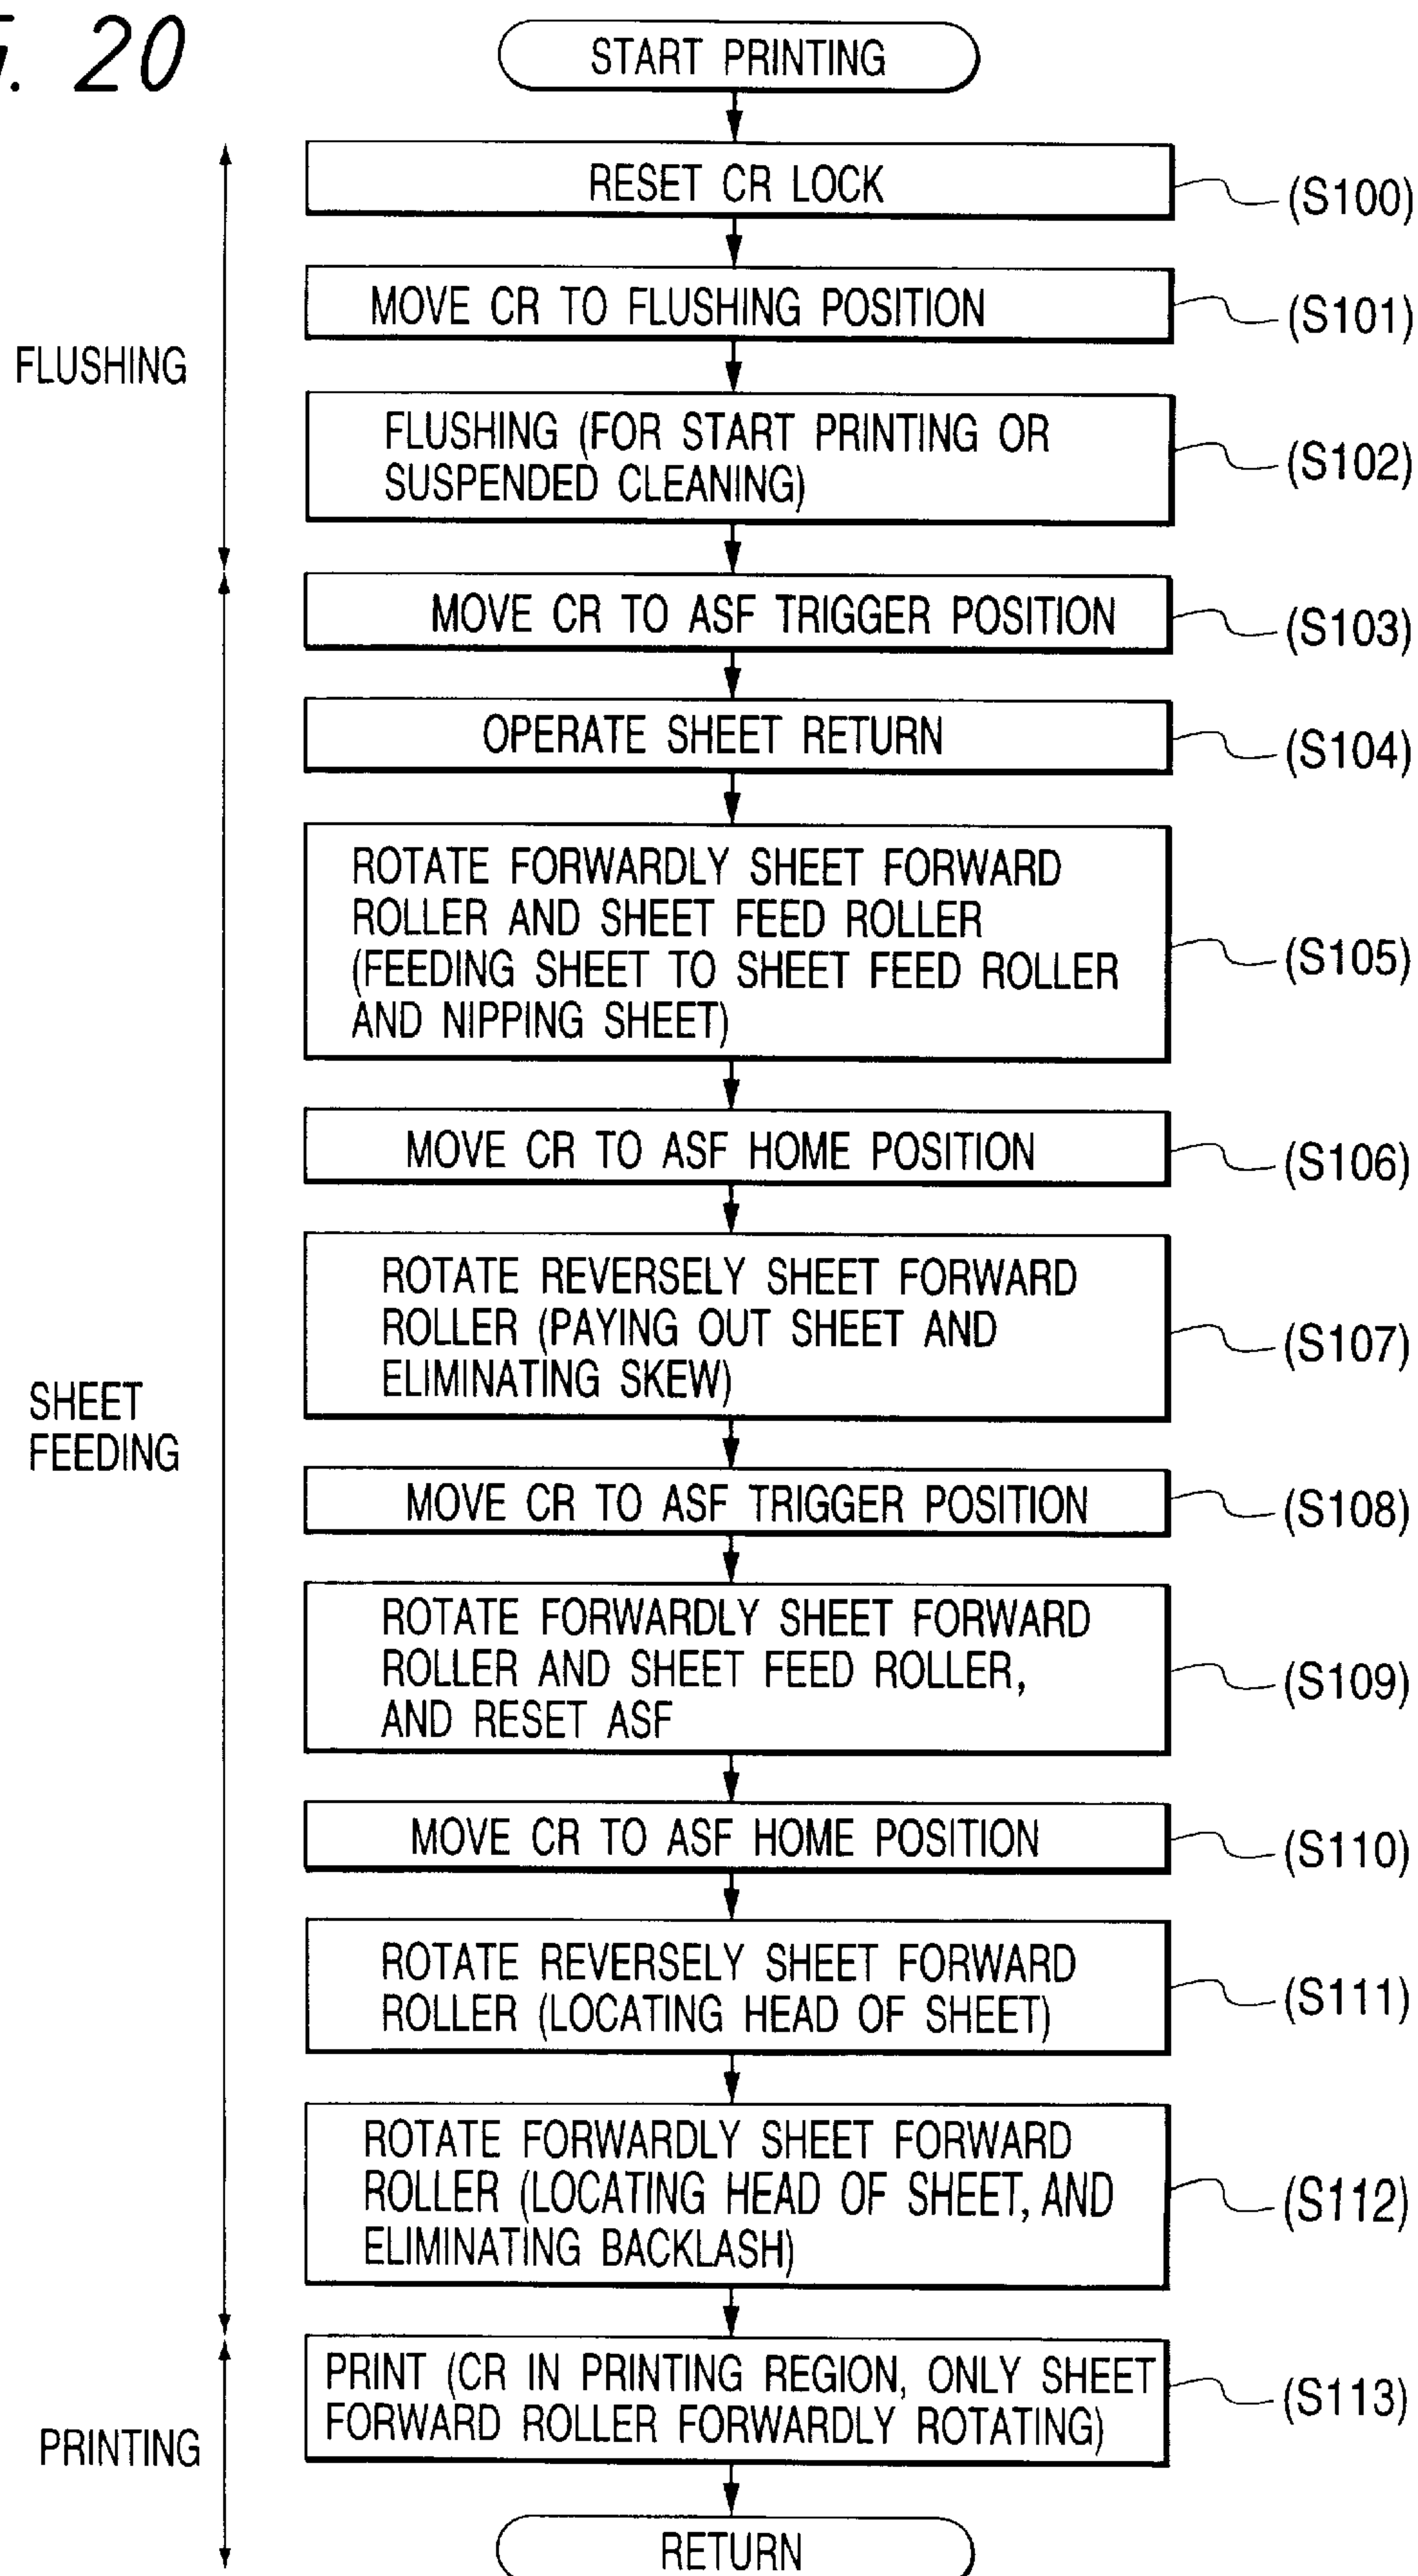 G. 20
START PRINTING
RESET CR LOCK
(S100)
MOVE CR TO FLUSHING POSITION
(S101)
FLUSHING
FLUSHING (FOR START PRINTING OR
SUSPENDED CLEANING)
(S102)
MOVE CR TO ASF TRIGGER POSITION
(S103)
OPERATE SHEET RETURN
(S104)
ROTATE FORWARDLY SHEET FORWARD
ROLLER AND SHEET FEED ROLLER
(FEEDING SHEET TO SHEET FEED ROLLER
AND NIPPING SHEET)
(S105)
MOVE CR TO ASF HOME POSITION
(S106)
ROTATE REVERSELY SHEET FORWARD
ROLLER (PAYING OUT SHEET AND
ELIMINATING SKEW)
(S107)
SHEET
FEEDING
MOVE CR TO ASF TRIGGER POSITION
(S108)
ROTATE FORWARDLY SHEET FORWARD
ROLLER AND SHEET FEED ROLLER,
AND RESET ASF
(S109)
MOVE CR TO ASF HOME POSITION
(S110)
ROTATE REVERSELY SHEET FORWARD
ROLLER (LOCATING HEAD OF SHEET)
(S111)
ROTATE FORWARDLY SHEET FORWARD
ROLLER (LOCATING HEAD OF SHEET, AND
ELIMINATING BACKLASH)
(S112)
PRINT (CR IN PRINTING REGION, ONLY SHEET
FORWARD ROLLER FORWARDLY ROTATING)
(S113)
PRINTING
RETURN